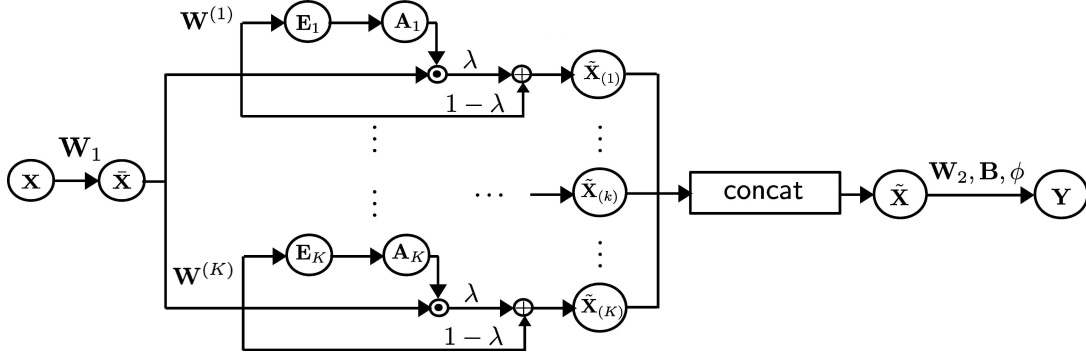 W^{(1)} E_1 A_1
λ X̃_{(1)}
1 − λ
⋮ ⋮
W_1 W_2, B, ϕ
X X̄ ⋮ ⋯ X̃_{(k)} concat X̃ Y
E_K A_K ⋮
W^{(K)}
λ X̃_{(K)}
1 − λ